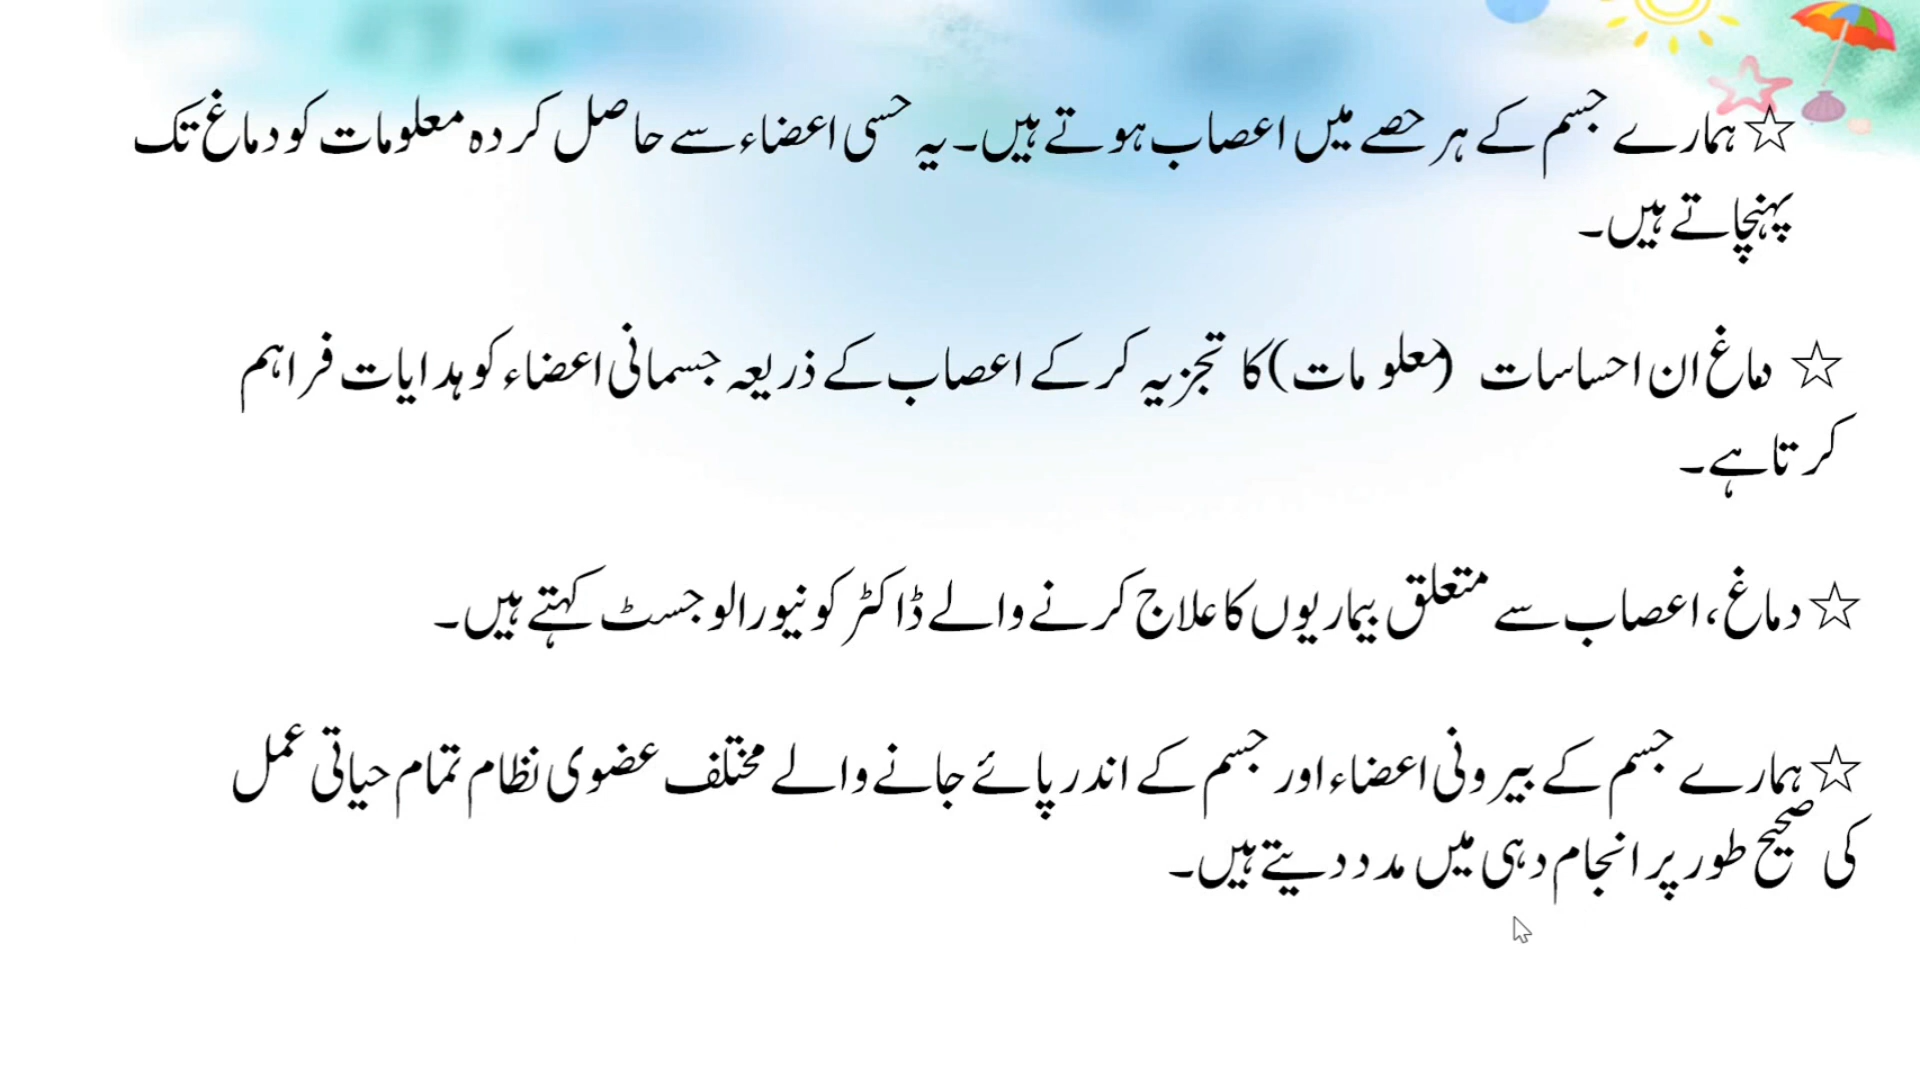 ☆ہمارے جسم کے ہر حصے میں اعصاب ہوتے ہیں۔ یہ حسی اعضاء سے حاصل کردہ معلومات کو دماغ تک
پہنچاتے ہیں۔
☆ دماغ ان احساسات (معلومات) کا تجزیہ کرکے اعصاب کے ذریعہ جسمانی اعضاء کو ہدایات فراہم
کرتا ہے۔
☆ دماغ، اعصاب سے متعلق بیماریوں کا علاج کرنے والے ڈاکٹر کو نیورالوجسٹ کہتے ہیں۔
☆ ہمارے جسم کے بیرونی اعضاء اور جسم کے اندر پائے جانے والے مختلف عضوی نظام تمام حیاتی عمل
کی صحیح طور پر انجام دہی میں مدد دیتے ہیں۔